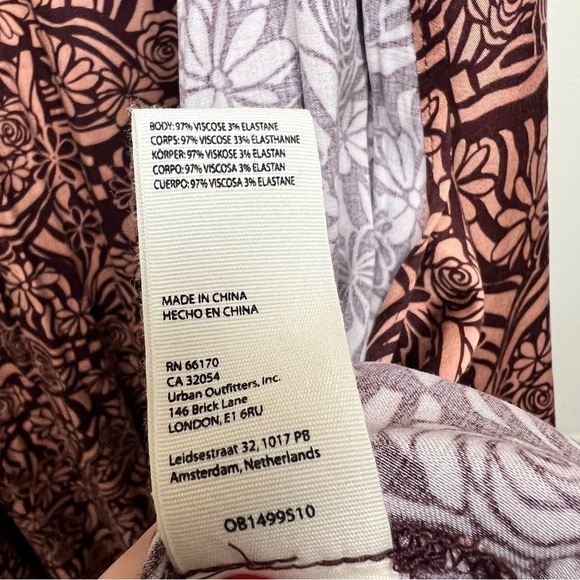 BODY: 97% VISCOSE 3% ELASTANE
CORPS: 97% VISCOSE 33% ELASTHANNE
KÖRPER: 97% VISKOSE 3% ELASTAN
CORPO: 97% VISCOSA 3% ELASTAN
CUERPO: 97% VISCOSA 3% ELASTANE
MADE IN CHINA
HECHO EN CHINA
RN 66170
CA 32054
Urban Outfitters, Inc.
146 Brick Lane
LONDON, E1 6RU
Leidsestraat 32, 1017 PB
Amsterdam, Netherlands
OB1499510